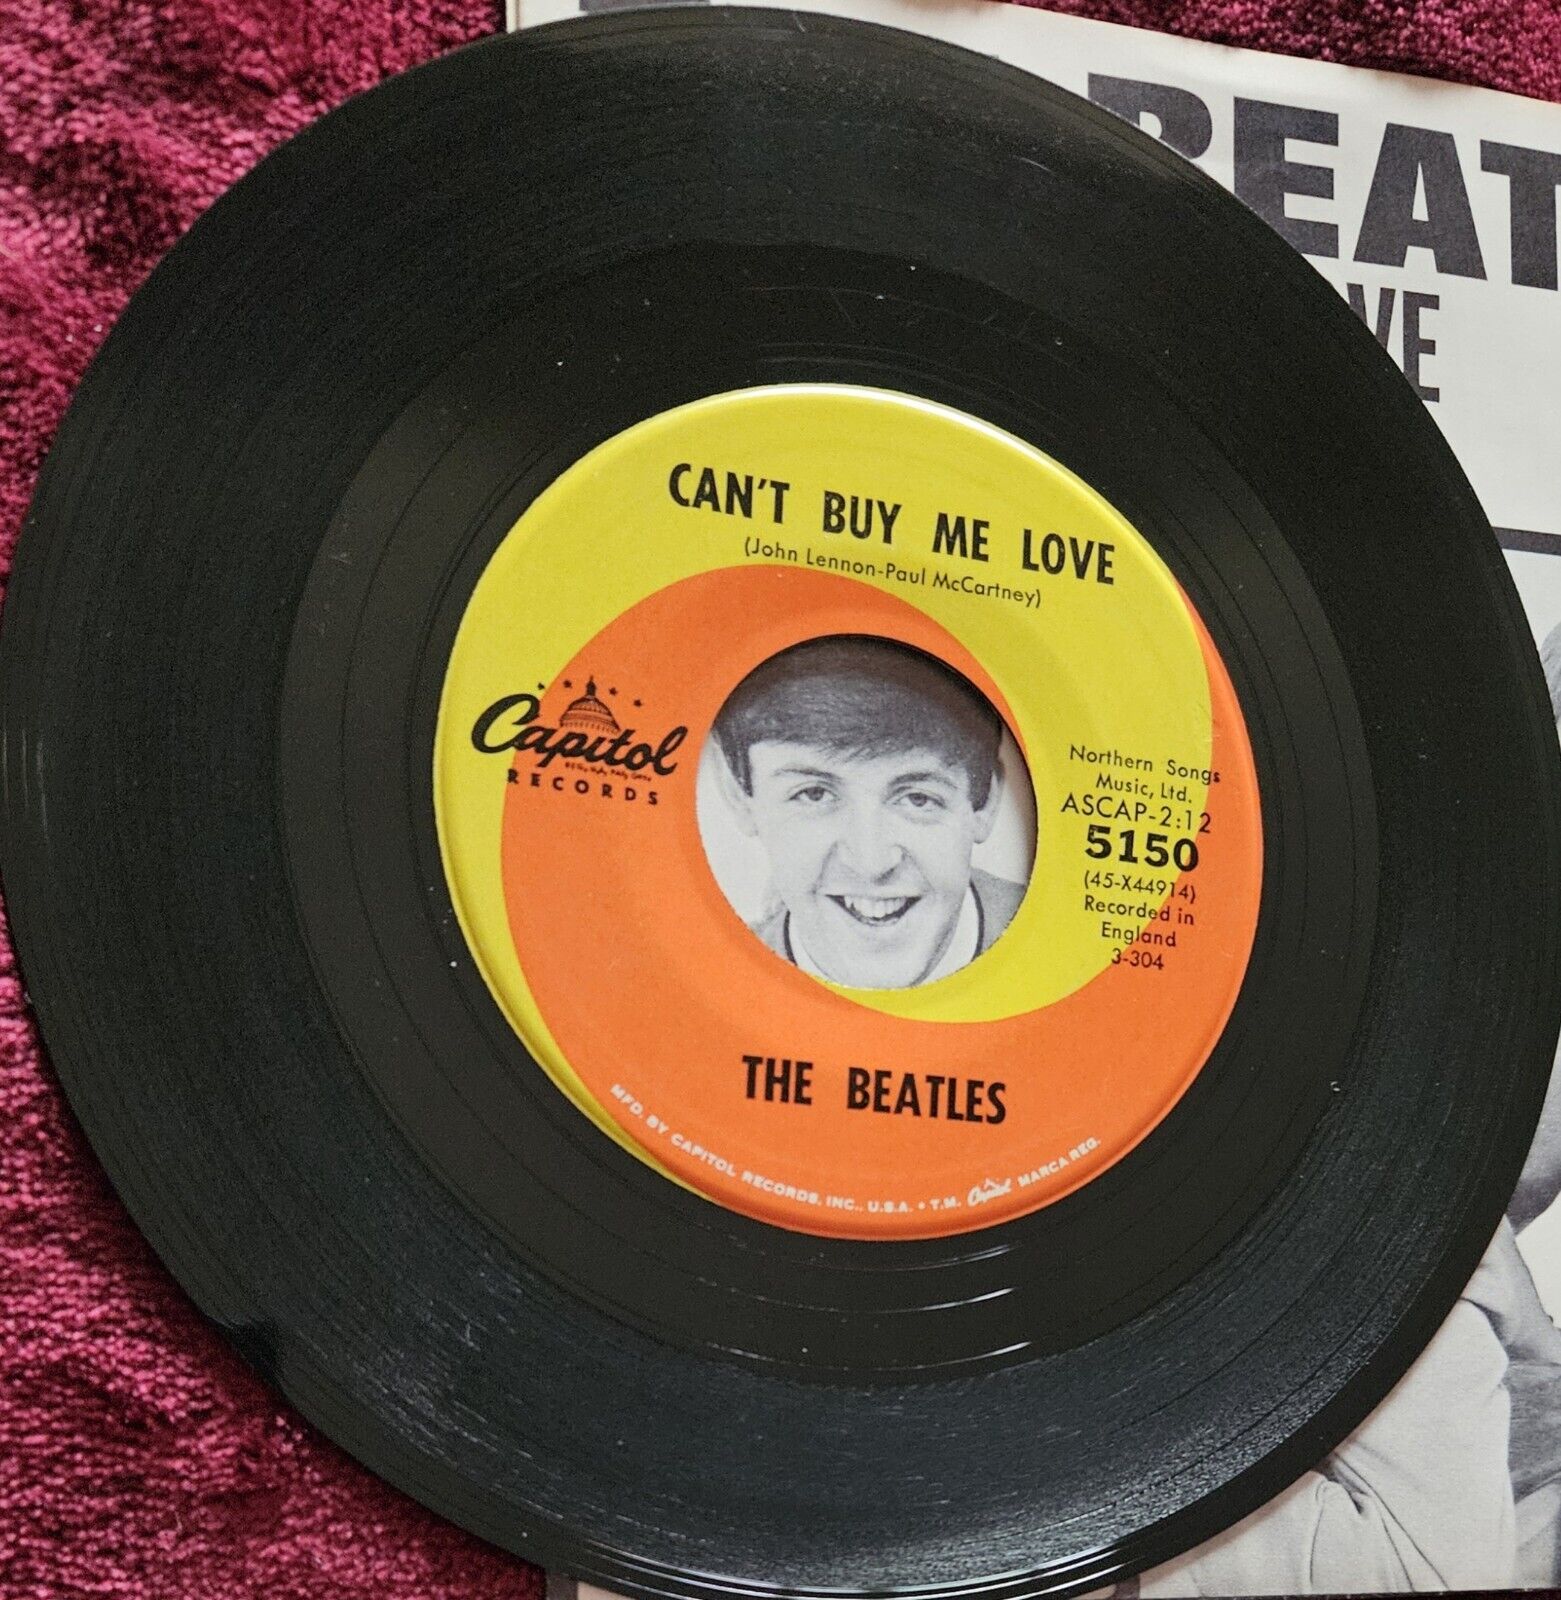 BEAT
VE
CAN'T BUY ME LOVE
(John Lennon-Paul McCartney)
Capitol
RECORDS
Northern Songs
Music, Ltd.
ASCAP-2:12
5150
(45-X44914)
Recorded in
England
3-304
THE BEATLES
MFD. BY CAPITOL RECORDS, INC., U.S.A. • T.M. Capitol MARCA REG.